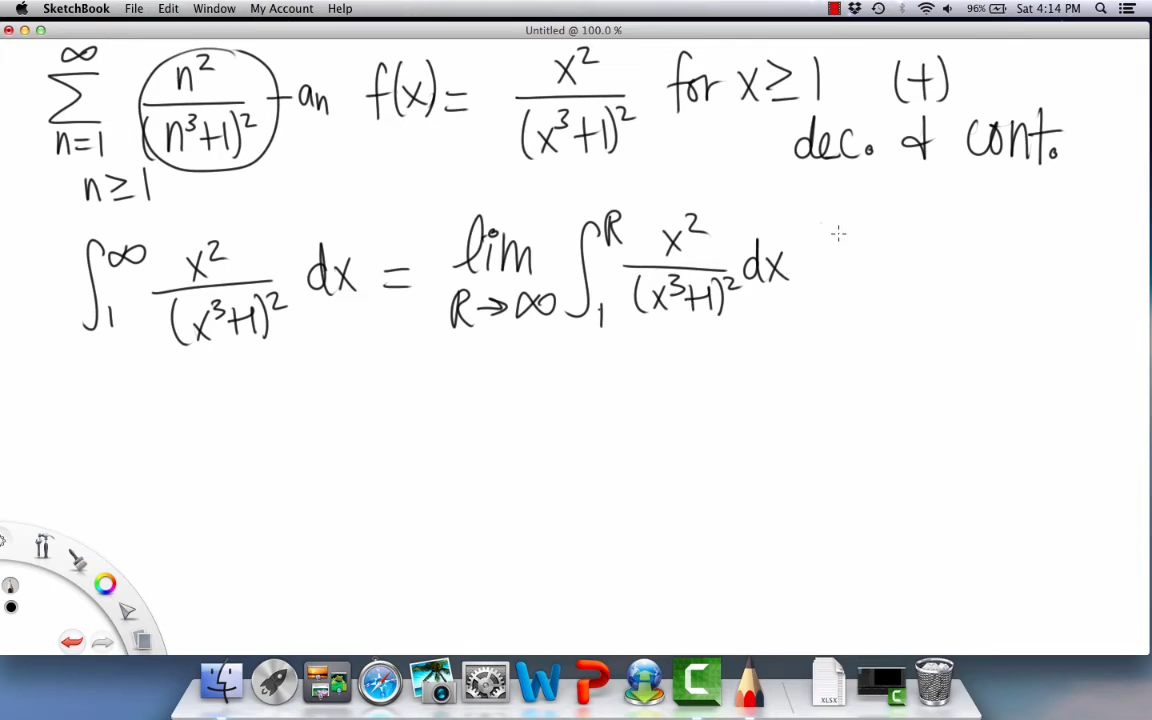 SketchBook File Edit Window My Account Help 96% Sat 4:14 PM
Untitled @ 100.0 %
∞
∑ n²/(n³+1)² an f(x) = x²/(x³+1)² for x ≥ 1 (+)
n=1 dec. & cont.
n ≥ 1
∫₁^∞ x²/(x³+1)² dx = lim R→∞ ∫₁^R x²/(x³+1)² dx
W P C
XLSX C